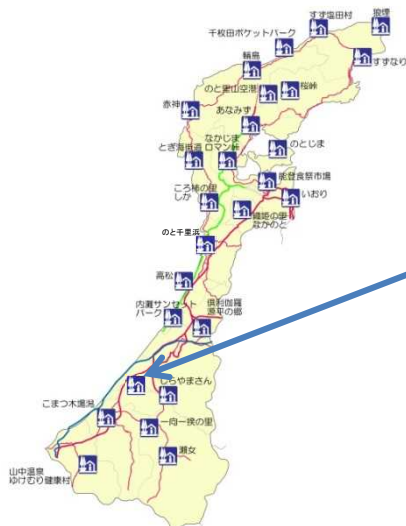 狼煙
すず塩田村
千枚田ポケットパーク
輪島
すずなり
のと里山空港
桜峠
赤神
あなみず
なかじま
ロマン峠
とぎ海街道
のとじま
能登食祭市場
ころ柿の里
しか
いおり
織姫の里
なかのと
のと千里浜
高松
内灘サンセット
パーク
倶利伽羅
源平の郷
しらやまさん
こまつ木場潟
一向一揆の里
瀬女
山中温泉
ゆけむり健康村